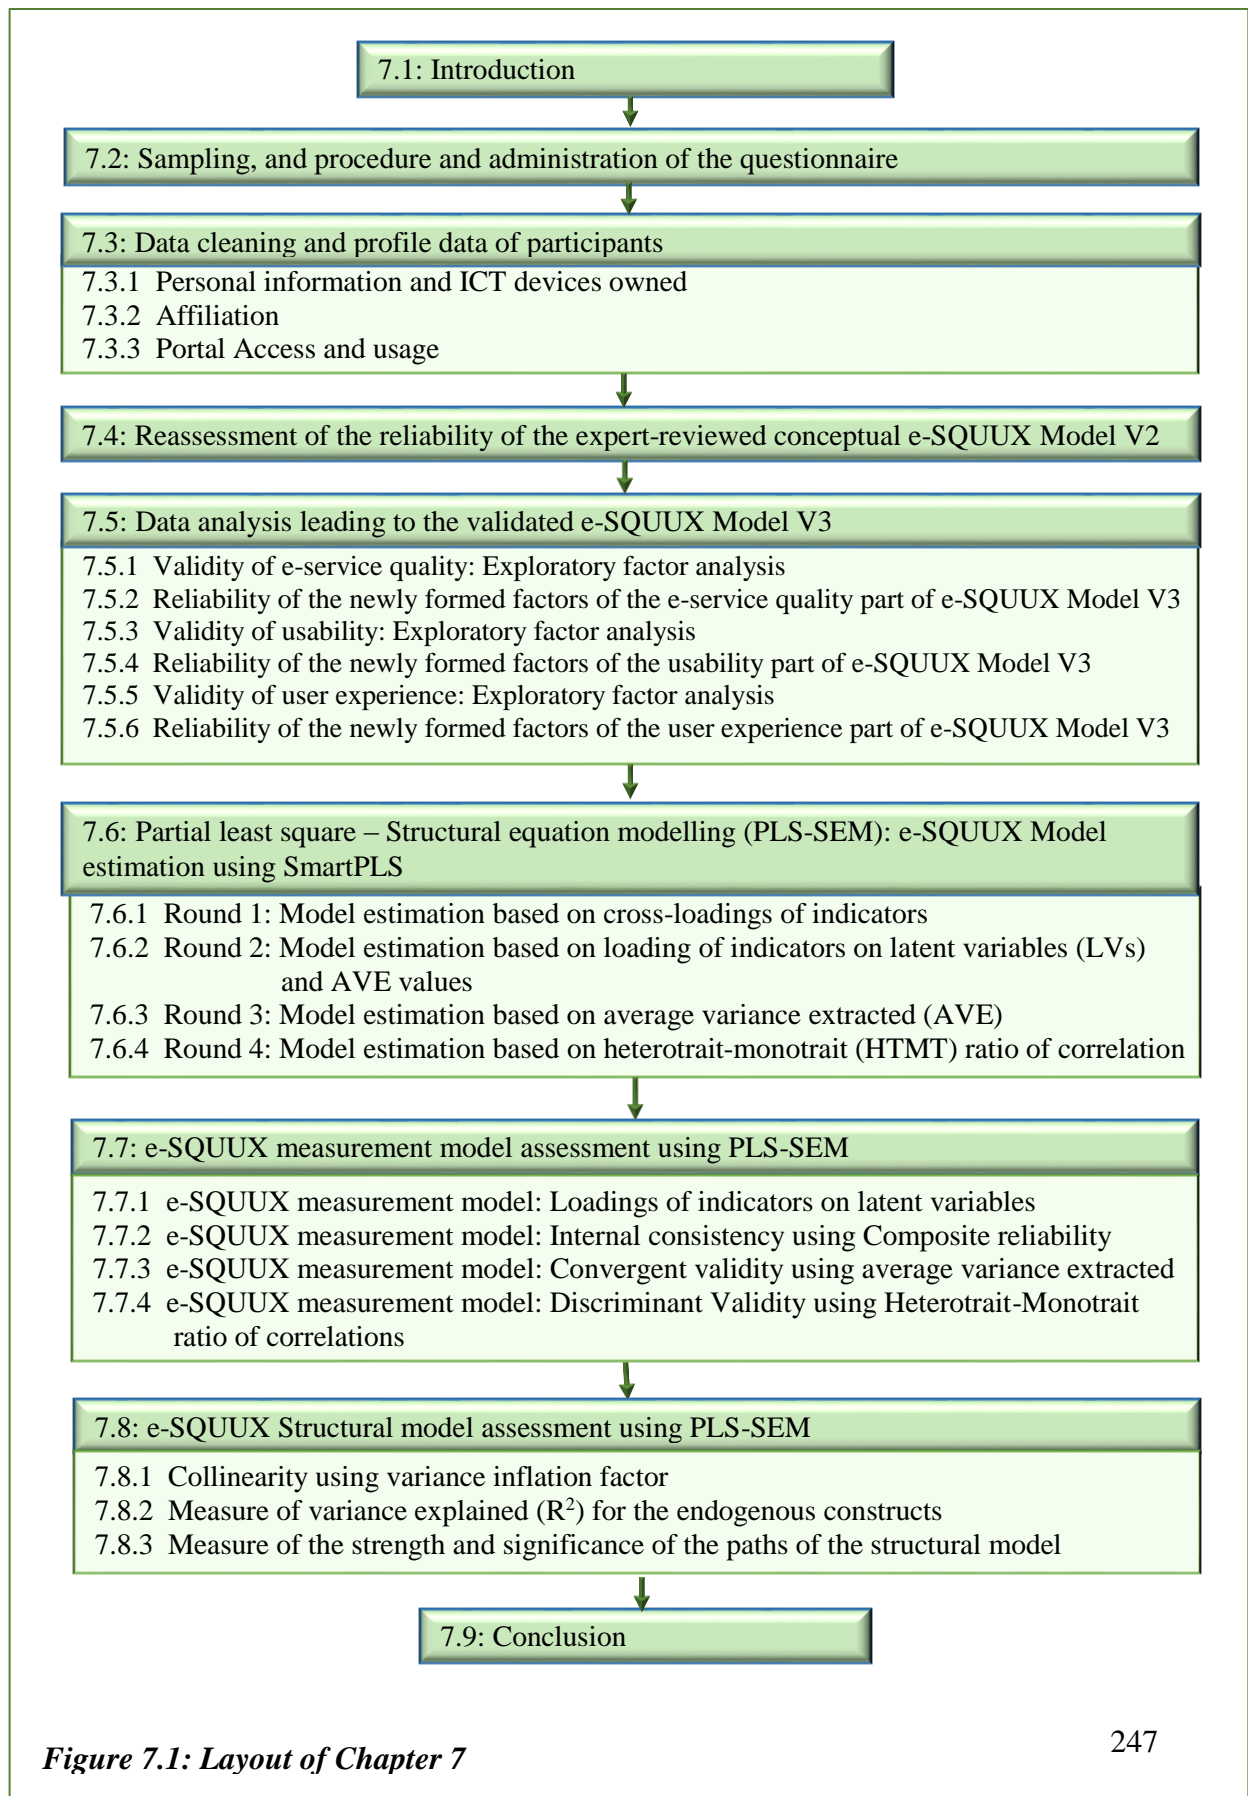 7.1: Introduction
7.2: Sampling, and procedure and administration of the questionnaire
7.3: Data cleaning and profile data of participants
7.3.1 Personal information and ICT devices owned
7.3.2 Affiliation
7.3.3 Portal Access and usage
7.4: Reassessment of the reliability of the expert-reviewed conceptual e-SQUUX Model V2
7.5: Data analysis leading to the validated e-SQUUX Model V3
7.5.1 Validity of e-service quality: Exploratory factor analysis
7.5.2 Reliability of the newly formed factors of the e-service quality part of e-SQUUX Model V3
7.5.3 Validity of usability: Exploratory factor analysis
7.5.4 Reliability of the newly formed factors of the usability part of e-SQUUX Model V3
7.5.5 Validity of user experience: Exploratory factor analysis
7.5.6 Reliability of the newly formed factors of the user experience part of e-SQUUX Model V3
7.6: Partial least square – Structural equation modelling (PLS-SEM): e-SQUUX Model
estimation using SmartPLS
7.6.1 Round 1: Model estimation based on cross-loadings of indicators
7.6.2 Round 2: Model estimation based on loading of indicators on latent variables (LVs)
and AVE values
7.6.3 Round 3: Model estimation based on average variance extracted (AVE)
7.6.4 Round 4: Model estimation based on heterotrait-monotrait (HTMT) ratio of correlation
7.7: e-SQUUX measurement model assessment using PLS-SEM
7.7.1 e-SQUUX measurement model: Loadings of indicators on latent variables
7.7.2 e-SQUUX measurement model: Internal consistency using Composite reliability
7.7.3 e-SQUUX measurement model: Convergent validity using average variance extracted
7.7.4 e-SQUUX measurement model: Discriminant Validity using Heterotrait-Monotrait
ratio of correlations
7.8: e-SQUUX Structural model assessment using PLS-SEM
7.8.1 Collinearity using variance inflation factor
7.8.2 Measure of variance explained (R²) for the endogenous constructs
7.8.3 Measure of the strength and significance of the paths of the structural model
7.9: Conclusion
247
Figure 7.1: Layout of Chapter 7